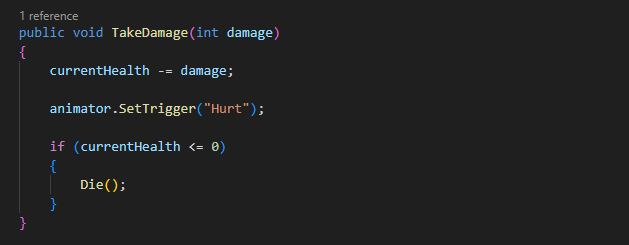 1 reference
public void TakeDamage(int damage)
{
    currentHealth -= damage;

    animator.SetTrigger("Hurt");

    if (currentHealth <= 0)
    {
        Die();
    }
}